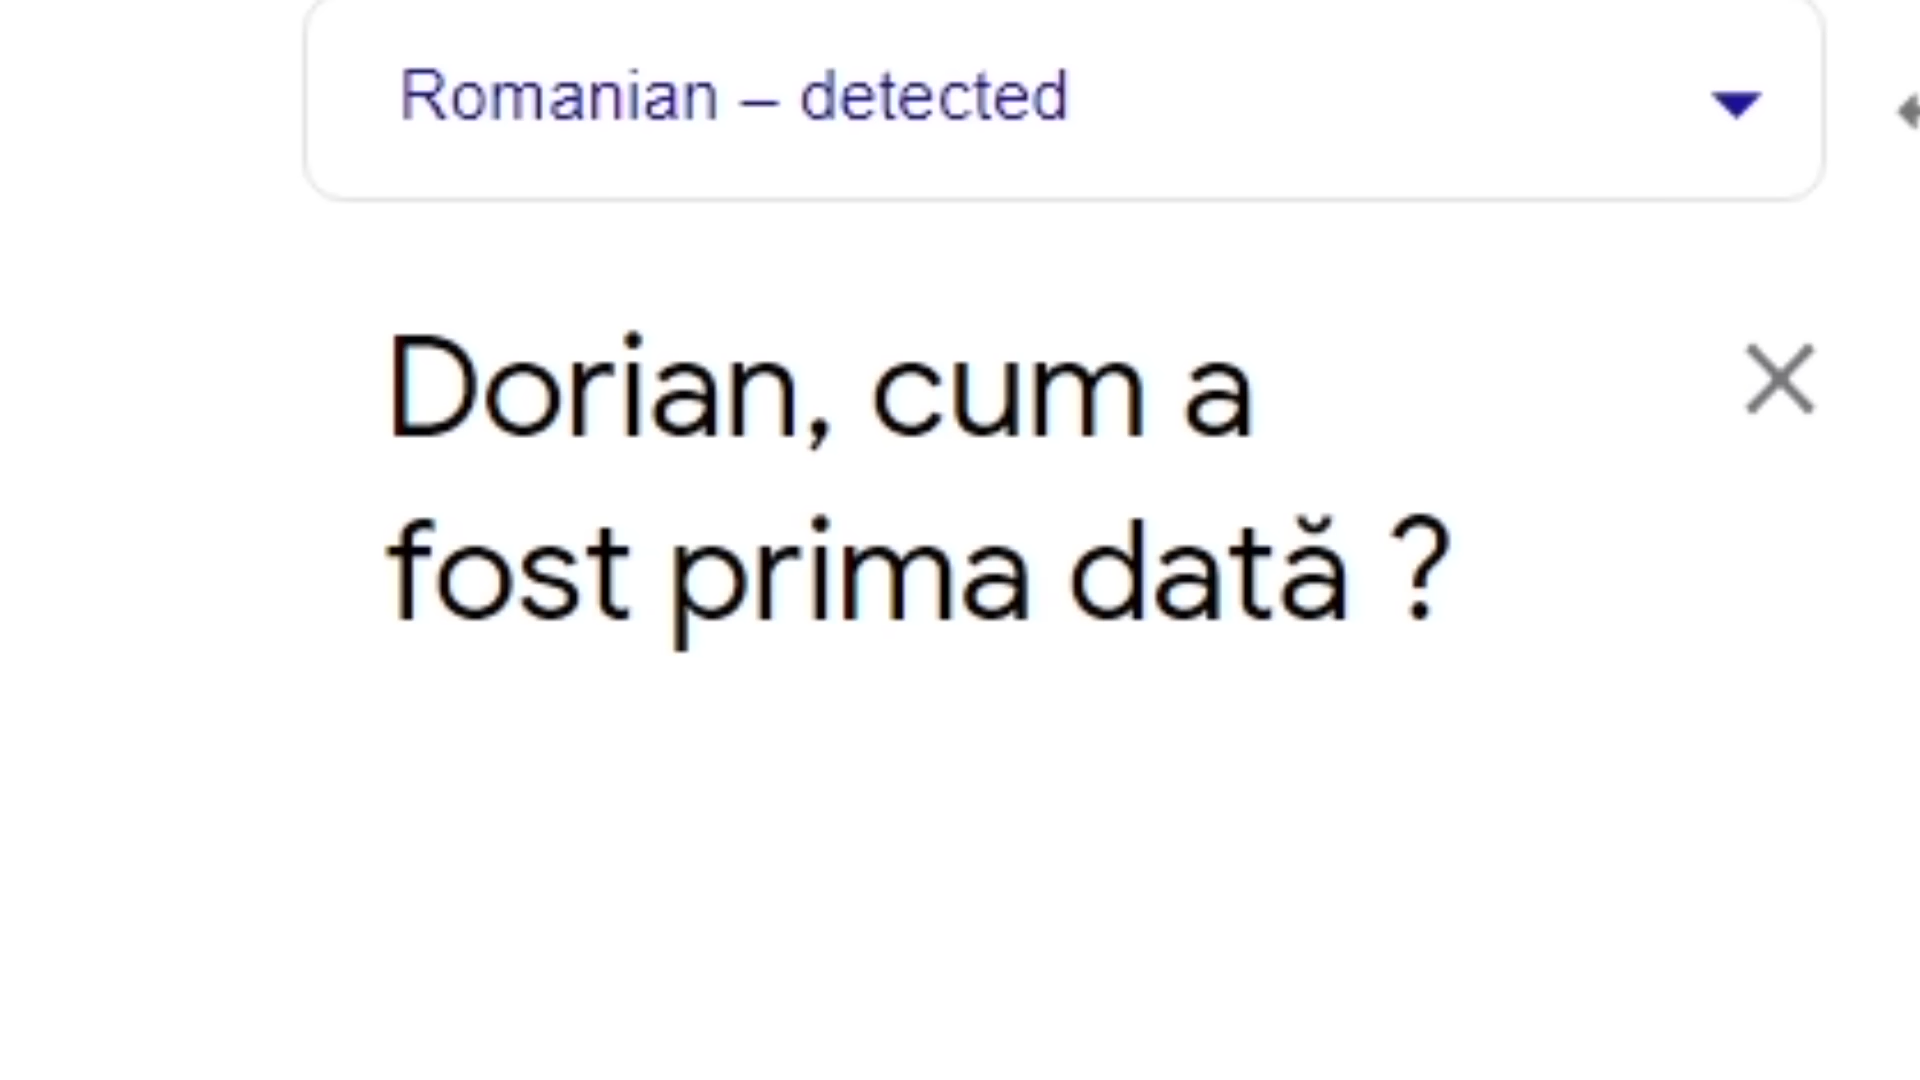 Romanian – detected
Dorian, cum a
fost prima dată ?